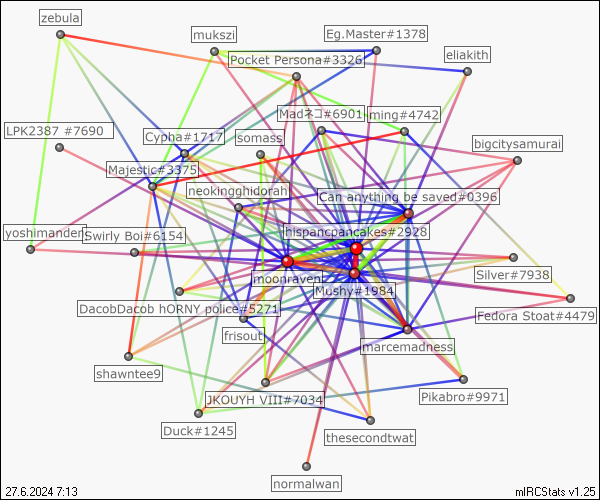 zebula
mukszi
Eg.Master#1378
Pocket Persona#3326
eliakith
Madネコ#6901
ming#4742
LPK2387 #7690
Cypha#1717
somass
bigcitysamurai
Majestic#3375
neokingghidorah
Can anything be saved#0396
yoshimander
Swirly Boi#6154
hispancpancakes#2928
moonraven
Silver#7938
Mushy#1984
DacobDacob hORNY police#5271
Fedora Stoat#4479
frisout
marcemadness
shawntee9
JKOUYH VIII#7034
Pikabro#9971
Duck#1245
thesecondtwat
normalwan
27.6.2024 7:13
mIRCStats v1.25